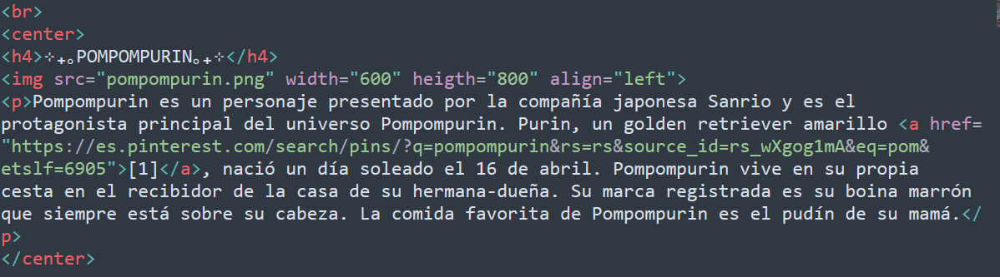 <br>
<center>
<h4>⊹₊｡POMPOMPURIN｡₊⊹</h4>
<img src="pompompurin.png" width="600" heigth="800" align="left">
<p>Pompompurin es un personaje presentado por la compañía japonesa Sanrio y es el
protagonista principal del universo Pompompurin. Purin, un golden retriever amarillo <a href=
"https://es.pinterest.com/search/pins/?q=pompompurin&rs=rs&source_id=rs_wXgog1mA&eq=pom&
etslf=6905">[1]</a>, nació un día soleado el 16 de abril. Pompompurin vive en su propia
cesta en el recibidor de la casa de su hermana-dueña. Su marca registrada es su boina marrón
que siempre está sobre su cabeza. La comida favorita de Pompompurin es el pudín de su mamá.</
p>
</center>